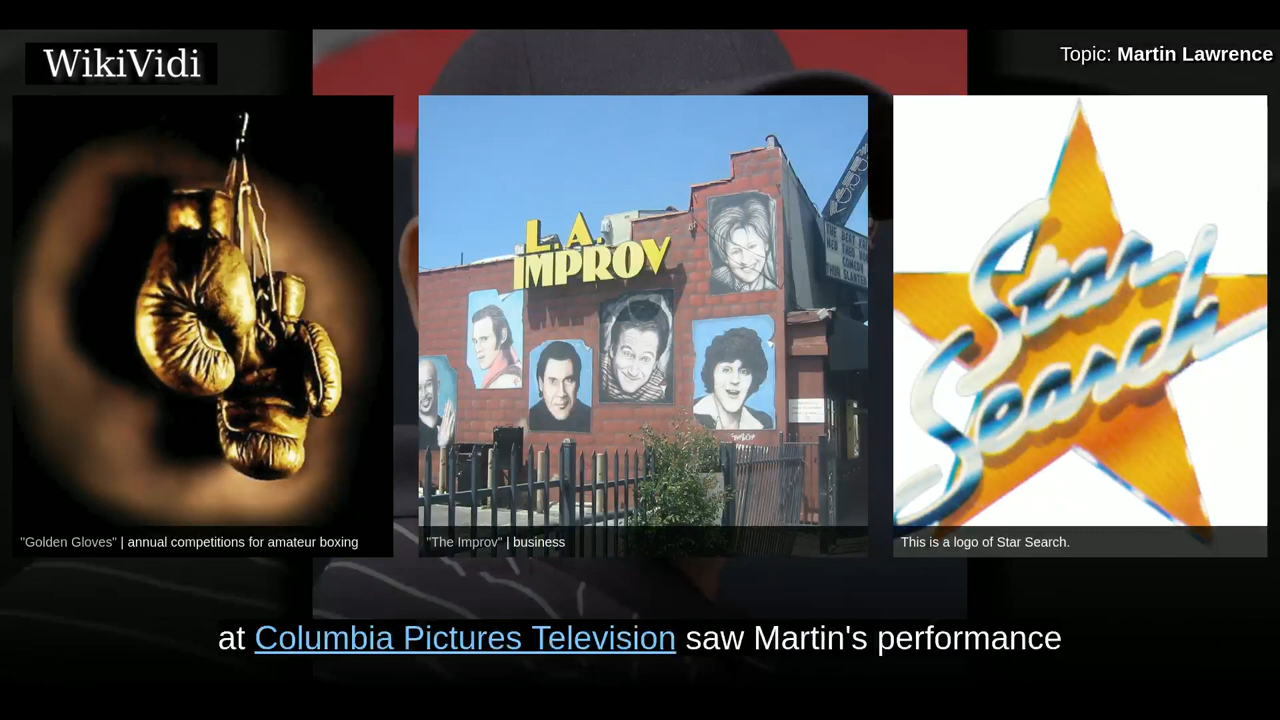 WikiVidi
Topic: Martin Lawrence
L.A.
IMPROV
Star
Search
"Golden Gloves" | annual competitions for amateur boxing
"The Improv" | business
This is a logo of Star Search.
at Columbia Pictures Television saw Martin's performance